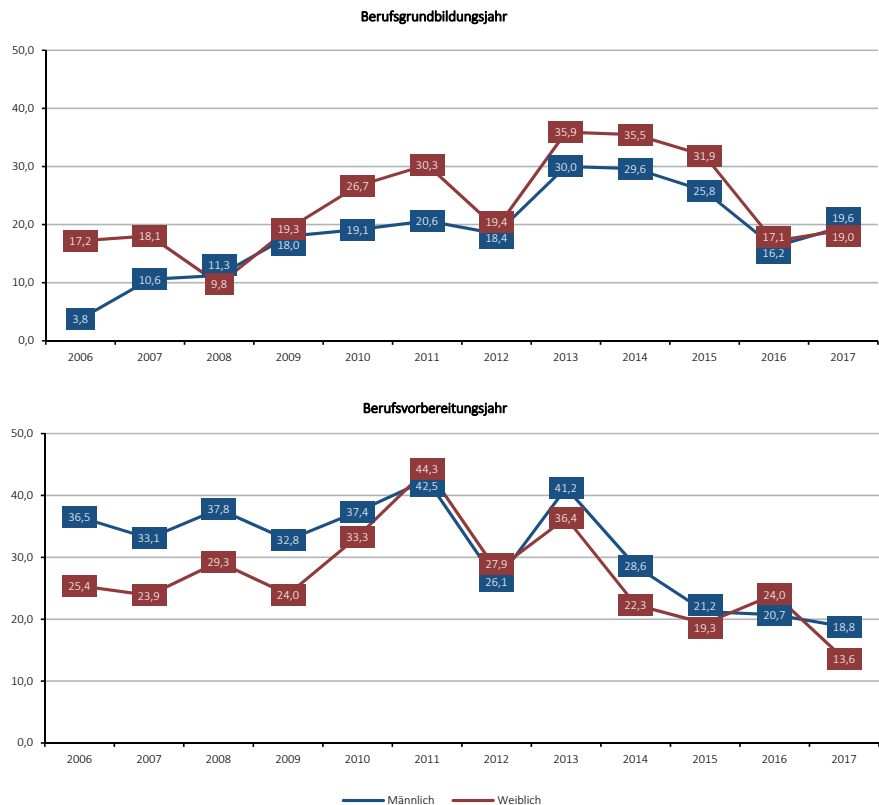 Berufsgrundbildungsjahr
50,0
40,0
30,0
20,0
10,0
0,0
17,2 18,1 9,8 19,3 26,7 30,3 19,4 35,9 35,5 31,9 17,1 19,0
3,8 10,6 11,3 18,0 19,1 20,6 18,4 30,0 29,6 25,8 16,2 19,6
2006 2007 2008 2009 2010 2011 2012 2013 2014 2015 2016 2017
Berufsvorbereitungsjahr
50,0
40,0
30,0
20,0
10,0
0,0
36,5 33,1 37,8 32,8 37,4 42,5 26,1 41,2 28,6 21,2 20,7 18,8
25,4 23,9 29,3 24,0 33,3 44,3 27,9 36,4 22,3 19,3 24,0 13,6
2006 2007 2008 2009 2010 2011 2012 2013 2014 2015 2016 2017
Männlich Weiblich